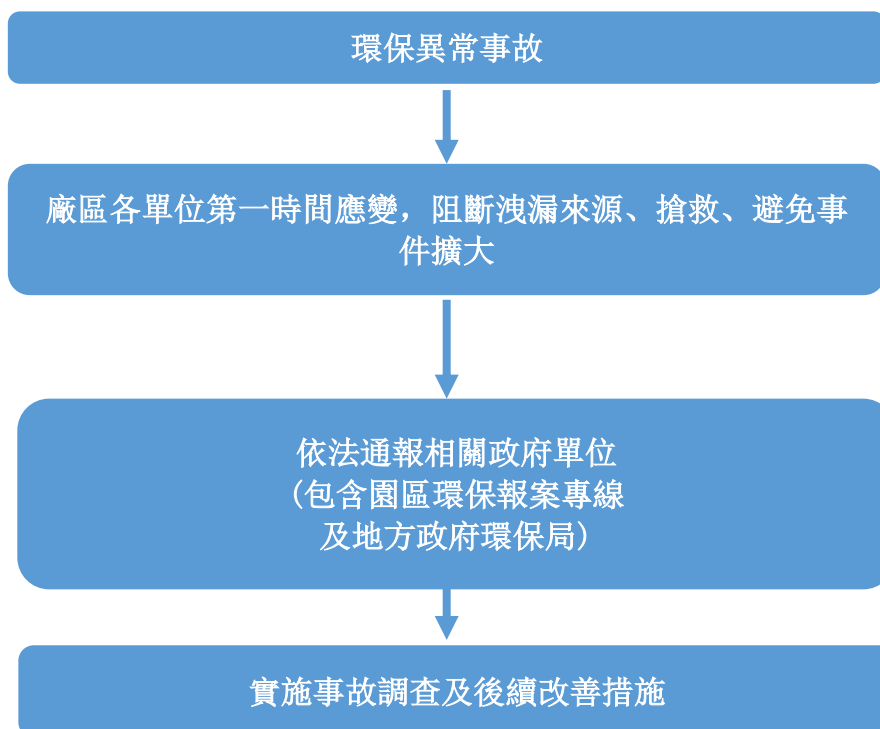 環保異常事故
廠區各單位第一時間應變，阻斷洩漏來源、搶救、避免事
件擴大
依法通報相關政府單位
(包含園區環保報案專線
及地方政府環保局)
實施事故調查及後續改善措施